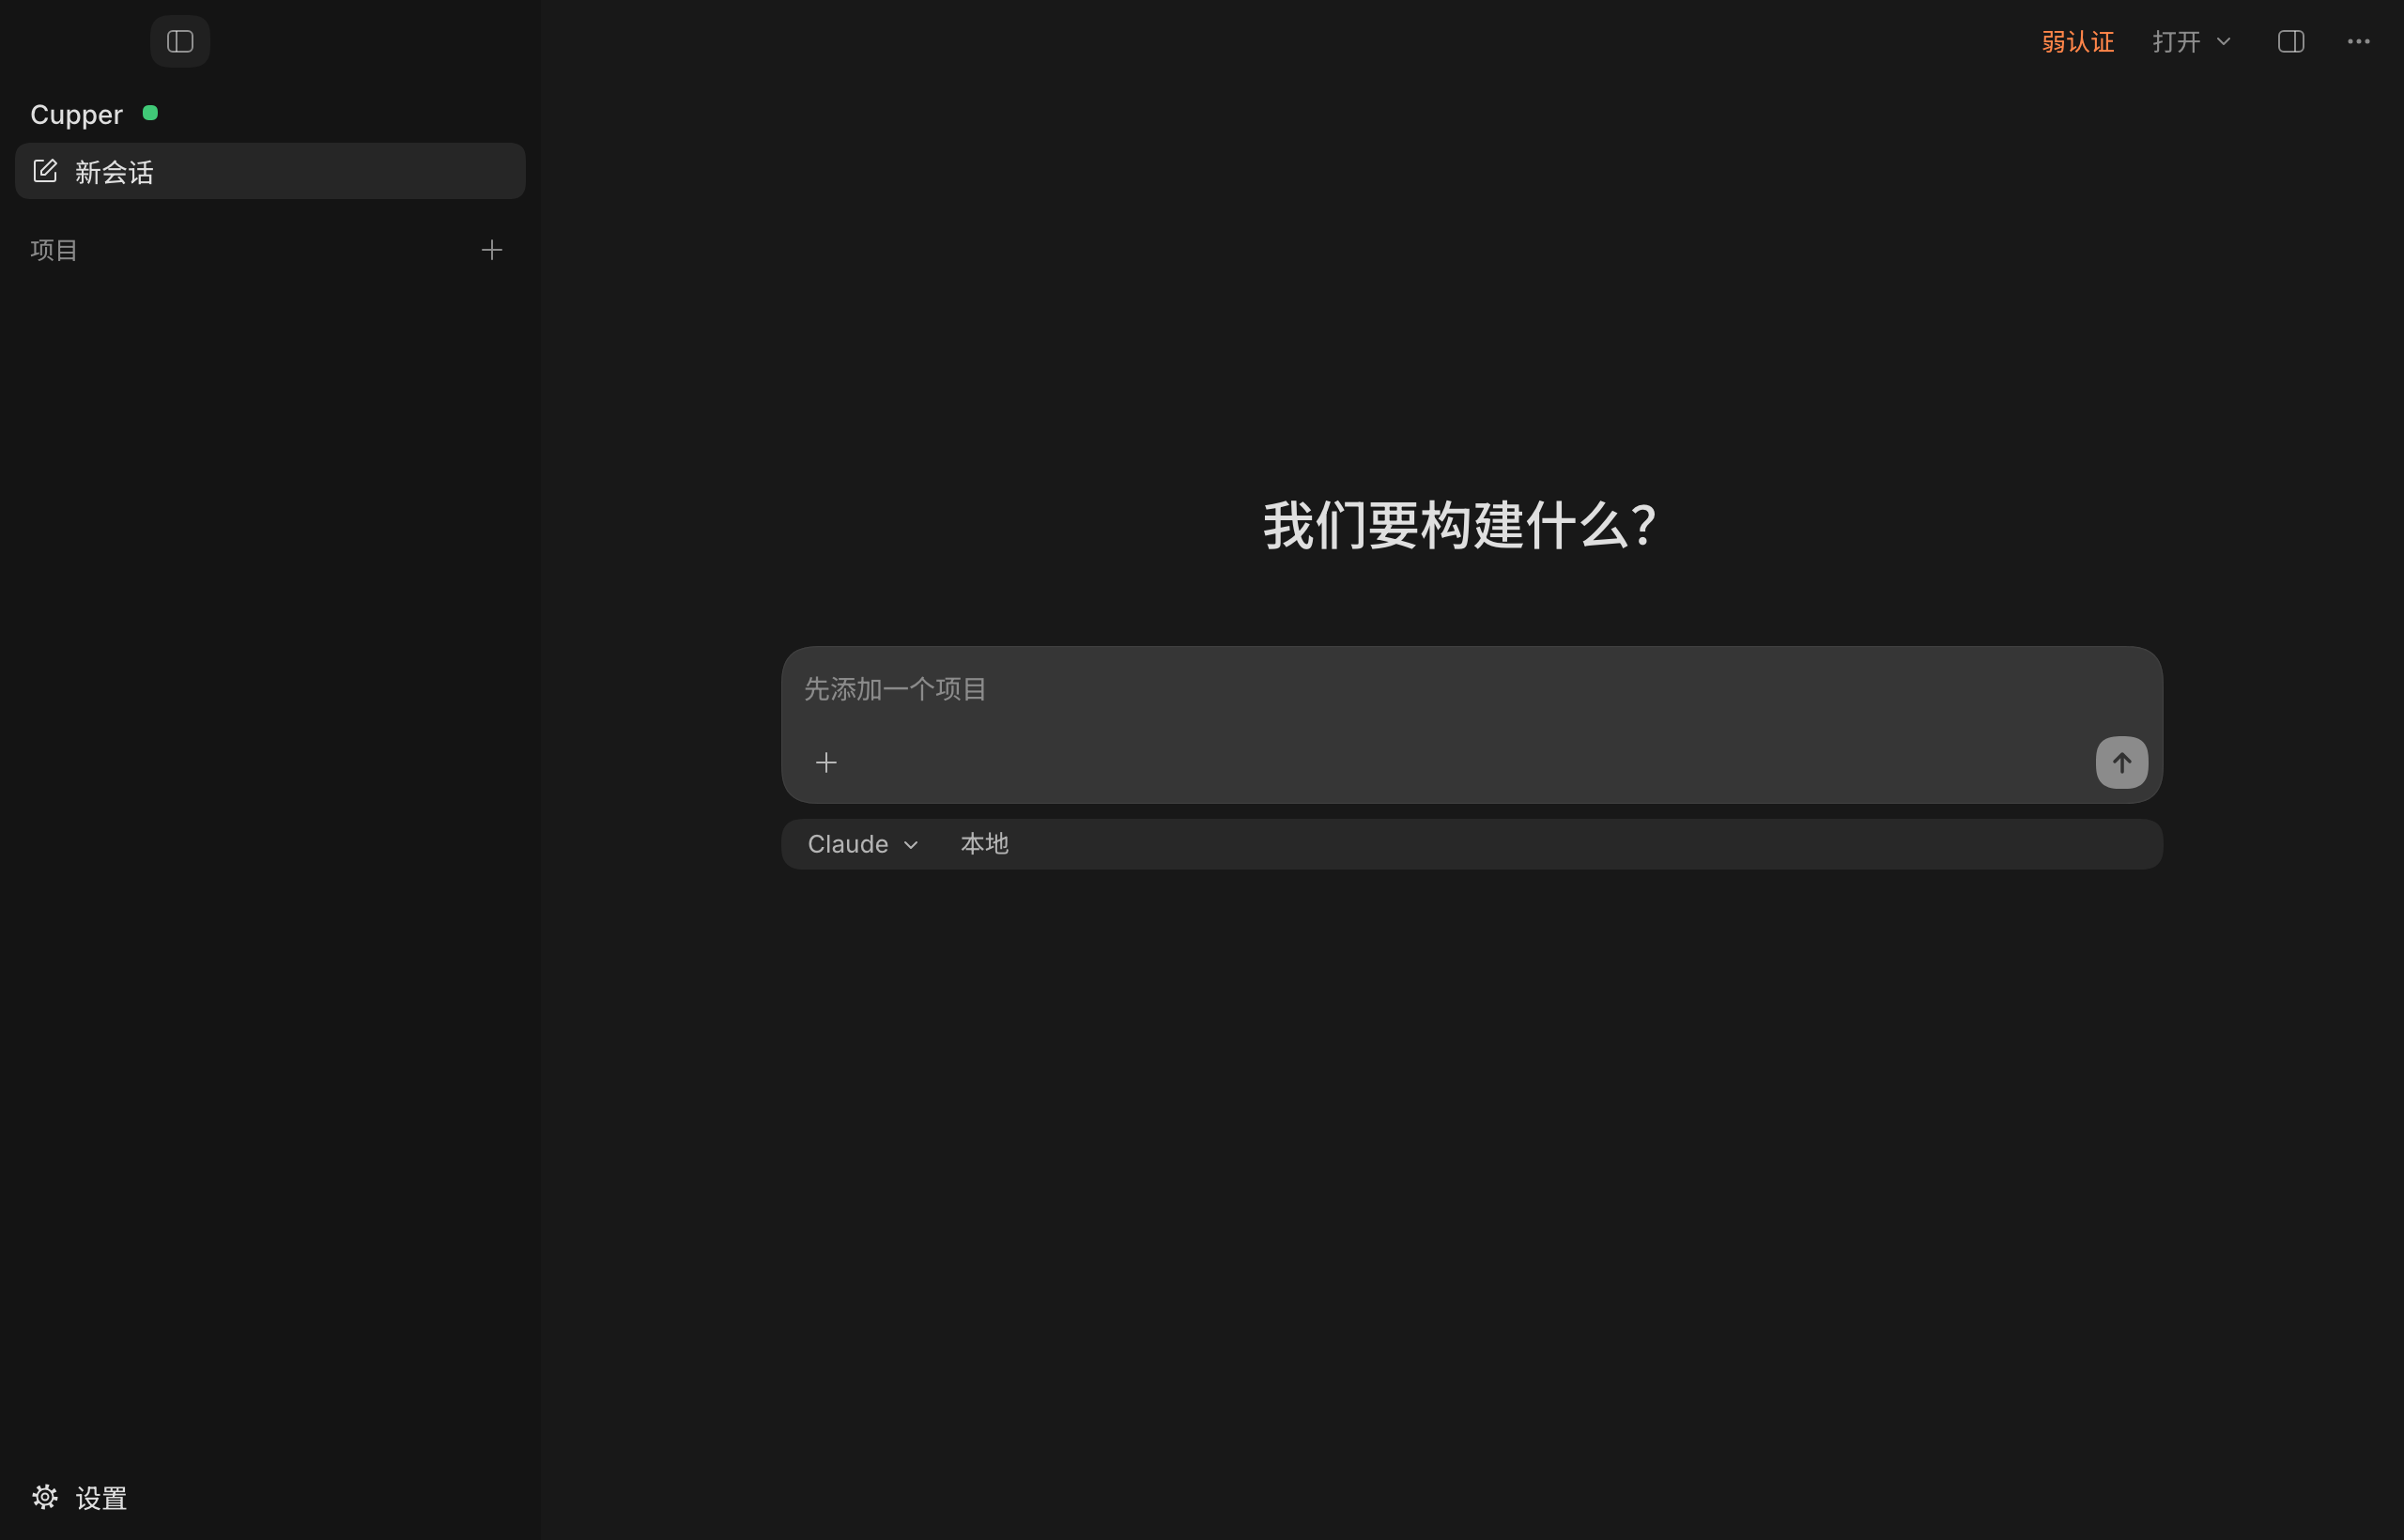 弱认证
打开
Cupper
新会话
项目
我们要构建什么？
先添加一个项目
Claude
本地
设置